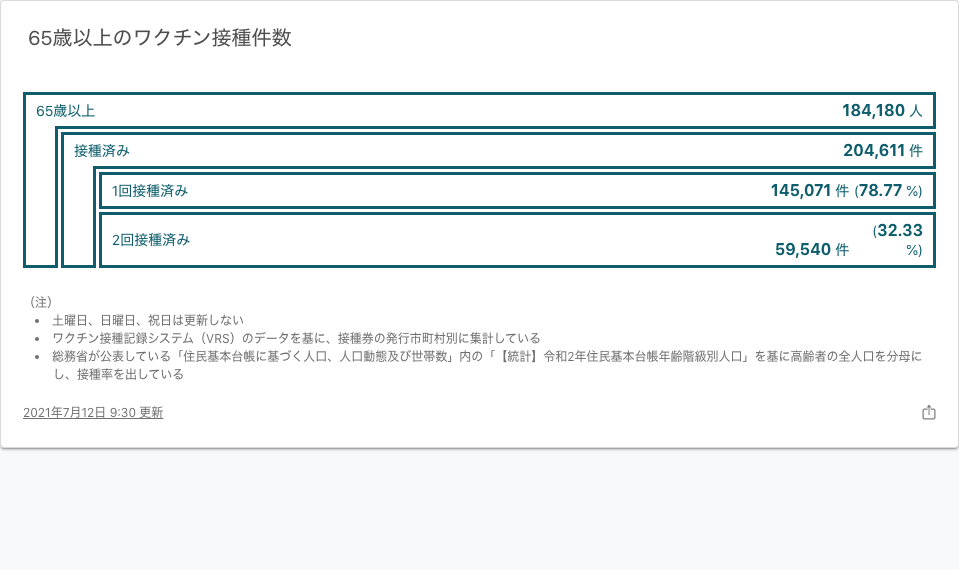 65歳以上のワクチン接種件数
65歳以上 184,180 人
接種済み 204,611 件
1回接種済み 145,071 件 (78.77 %)
2回接種済み 59,540 件 (32.33 %)
（注）
• 土曜日、日曜日、祝日は更新しない
• ワクチン接種記録システム（VRS）のデータを基に、接種券の発行市町村別に集計している
• 総務省が公表している「住民基本台帳に基づく人口、人口動態及び世帯数」内の「【統計】令和2年住民基本台帳年齢階級別人口」を基に高齢者の全人口を分母に
し、接種率を出している
2021年7月12日 9:30 更新